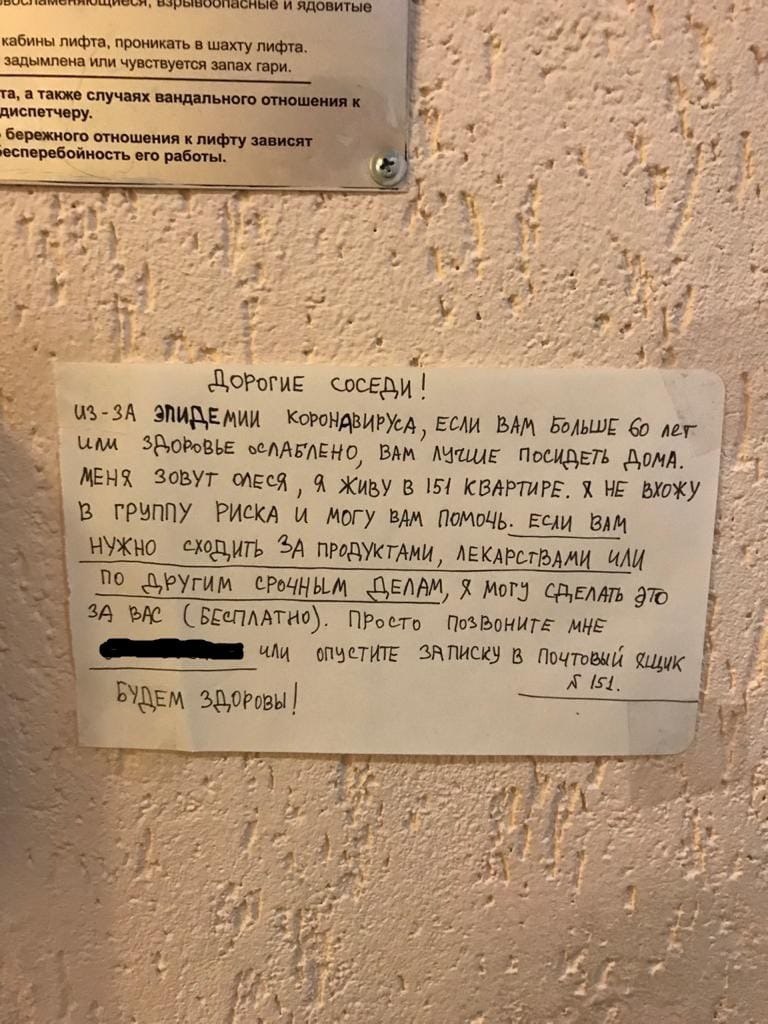 взрывоопасные и ядовитые
кабины лифта, проникать в шахту лифта.
задымлена или чувствуется запах гари.
та, а также случаях вандального отношения к
диспетчеру.
бережного отношения к лифту зависят
бесперебойность его работы.
ДОРОГИЕ СОСЕДИ!
ИЗ-ЗА ЭПИДЕМИИ КОРОНАВИРУСА, ЕСЛИ ВАМ БОЛЬШЕ 60 ЛЕТ
ИЛИ ЗДОРОВЬЕ ОСЛАБЛЕНО, ВАМ ЛУЧШЕ ПОСИДЕТЬ ДОМА.
МЕНЯ ЗОВУТ ОЛЕСЯ, Я ЖИВУ В 151 КВАРТИРЕ. Я НЕ ВХОЖУ
В ГРУППУ РИСКА И МОГУ ВАМ ПОМОЧЬ. ЕСЛИ ВАМ
НУЖНО СХОДИТЬ ЗА ПРОДУКТАМИ, ЛЕКАРСТВАМИ ИЛИ
ПО ДРУГИМ СРОЧНЫМ ДЕЛАМ, Я МОГУ СДЕЛАТЬ ЭТО
ЗА ВАС (БЕСПЛАТНО). ПРОСТО ПОЗВОНИТЕ МНЕ
ИЛИ ОПУСТИТЕ ЗАПИСКУ В ПОЧТОВЫЙ ЯЩИК
№ 151.
БУДЕМ ЗДОРОВЫ!